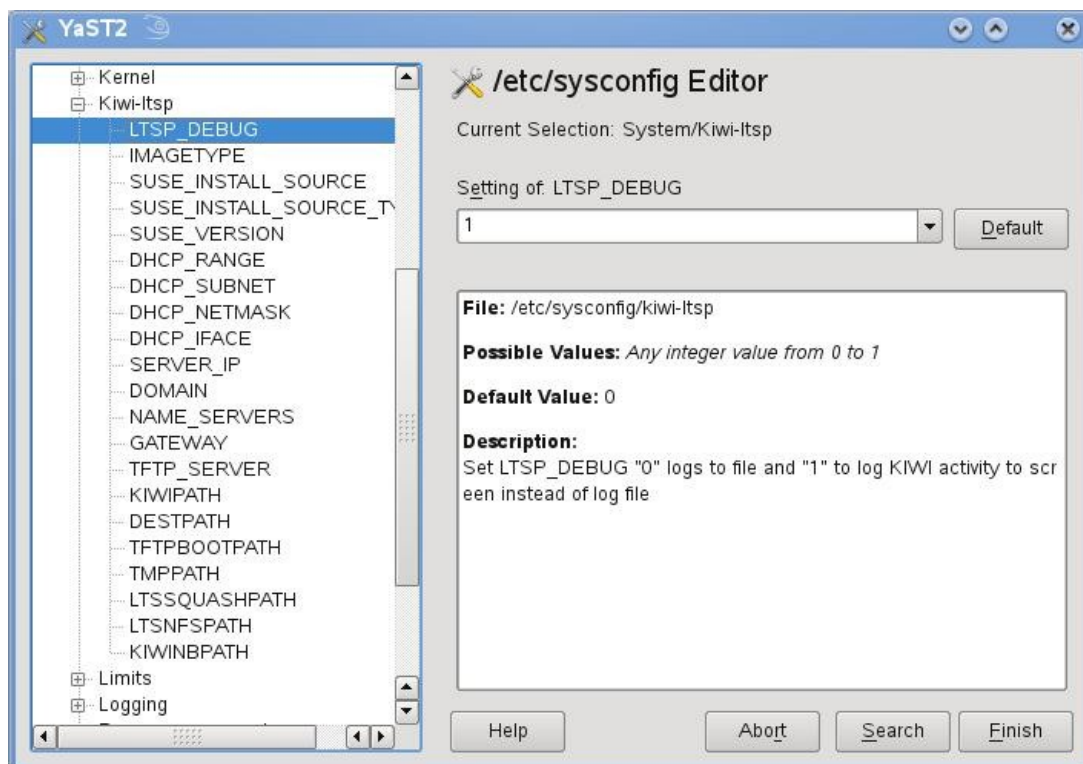 YaST2
Kernel
Kiwi-ltsp
LTSP_DEBUG
IMAGETYPE
SUSE_INSTALL_SOURCE
SUSE_INSTALL_SOURCE_TY
SUSE_VERSION
DHCP_RANGE
DHCP_SUBNET
DHCP_NETMASK
DHCP_IFACE
SERVER_IP
DOMAIN
NAME_SERVERS
GATEWAY
TFTP_SERVER
KIWIPATH
DESTPATH
TFTPBOOTPATH
TMPPATH
LTSSQUASHPATH
LTSNFSPATH
KIWINBPATH
Limits
Logging
/etc/sysconfig Editor
Current Selection: System/Kiwi-ltsp
Setting of: LTSP_DEBUG
1
Default
File: /etc/sysconfig/kiwi-ltsp
Possible Values: Any integer value from 0 to 1
Default Value: 0
Description:
Set LTSP_DEBUG "0" logs to file and "1" to log KIWI activity to scr
een instead of log file
Help
Abort
Search
Finish